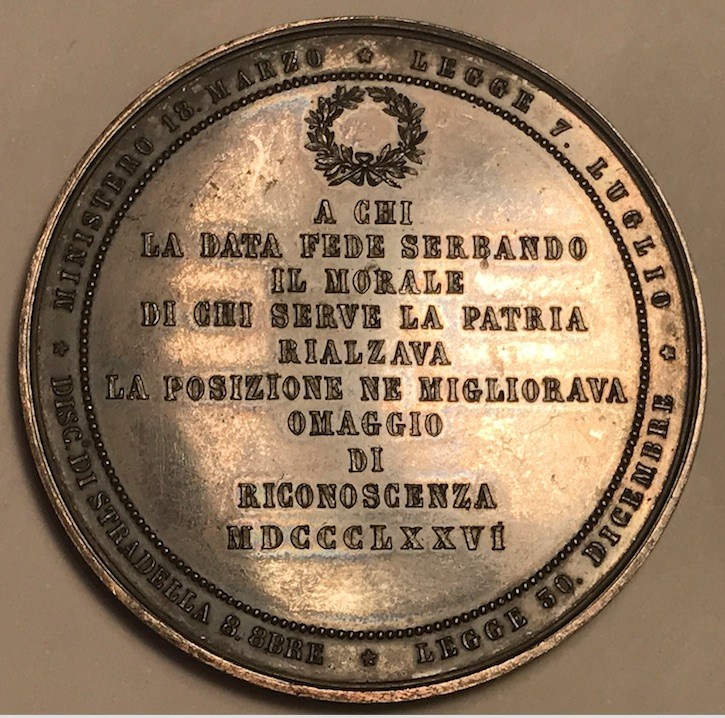 MINISTERO 18. MARZO ★ LEGGE 7. LUGLIO ★ LEGGE 30. DICEMBRE ★ DISC.º DI STRADELLA 8. 8BRE ★
A CHI
LA DATA FEDE SERBANDO
IL MORALE
DI CHI SERVE LA PATRIA
RIALZAVA
LA POSIZIONE NE MIGLIORAVA
OMAGGIO
DI
RICONOSCENZA
MDCCCLXXVI